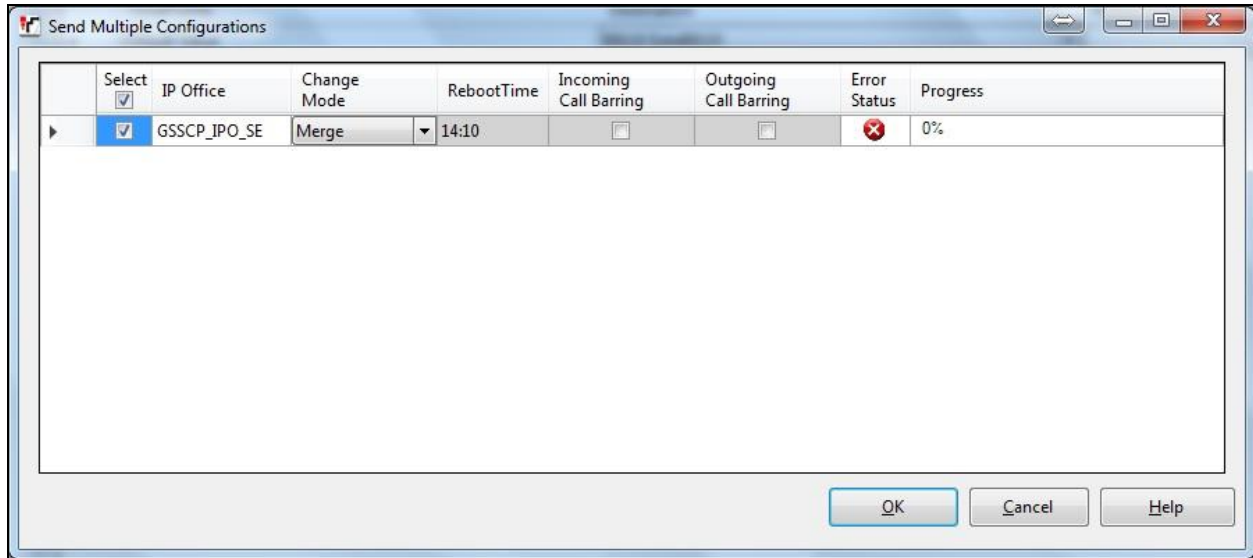 Send Multiple Configurations
Select IP Office Change Mode RebootTime Incoming Call Barring Outgoing Call Barring Error Status Progress
GSSCP_IPO_SE Merge 14:10 0%
OK Cancel Help